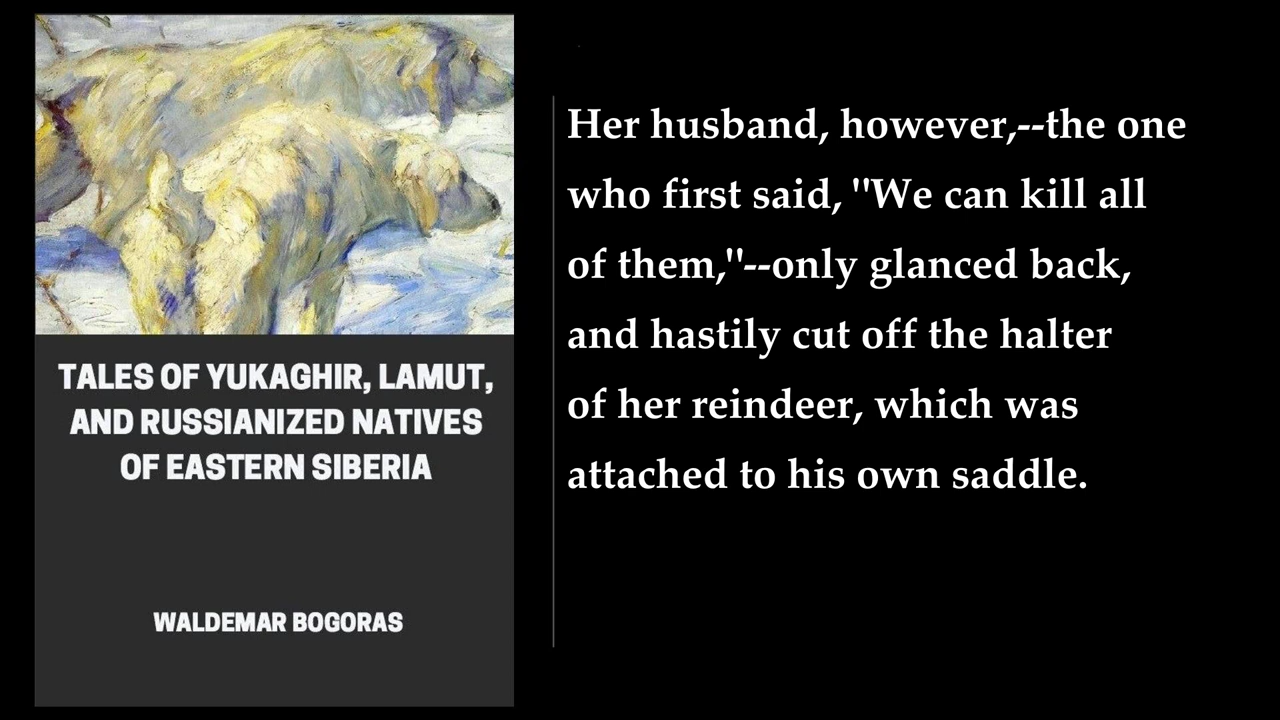 TALES OF YUKAGHIR, LAMUT,
AND RUSSIANIZED NATIVES
OF EASTERN SIBERIA
WALDEMAR BOGORAS
Her husband, however,--the one
who first said, "We can kill all
of them,"--only glanced back,
and hastily cut off the halter
of her reindeer, which was
attached to his own saddle.